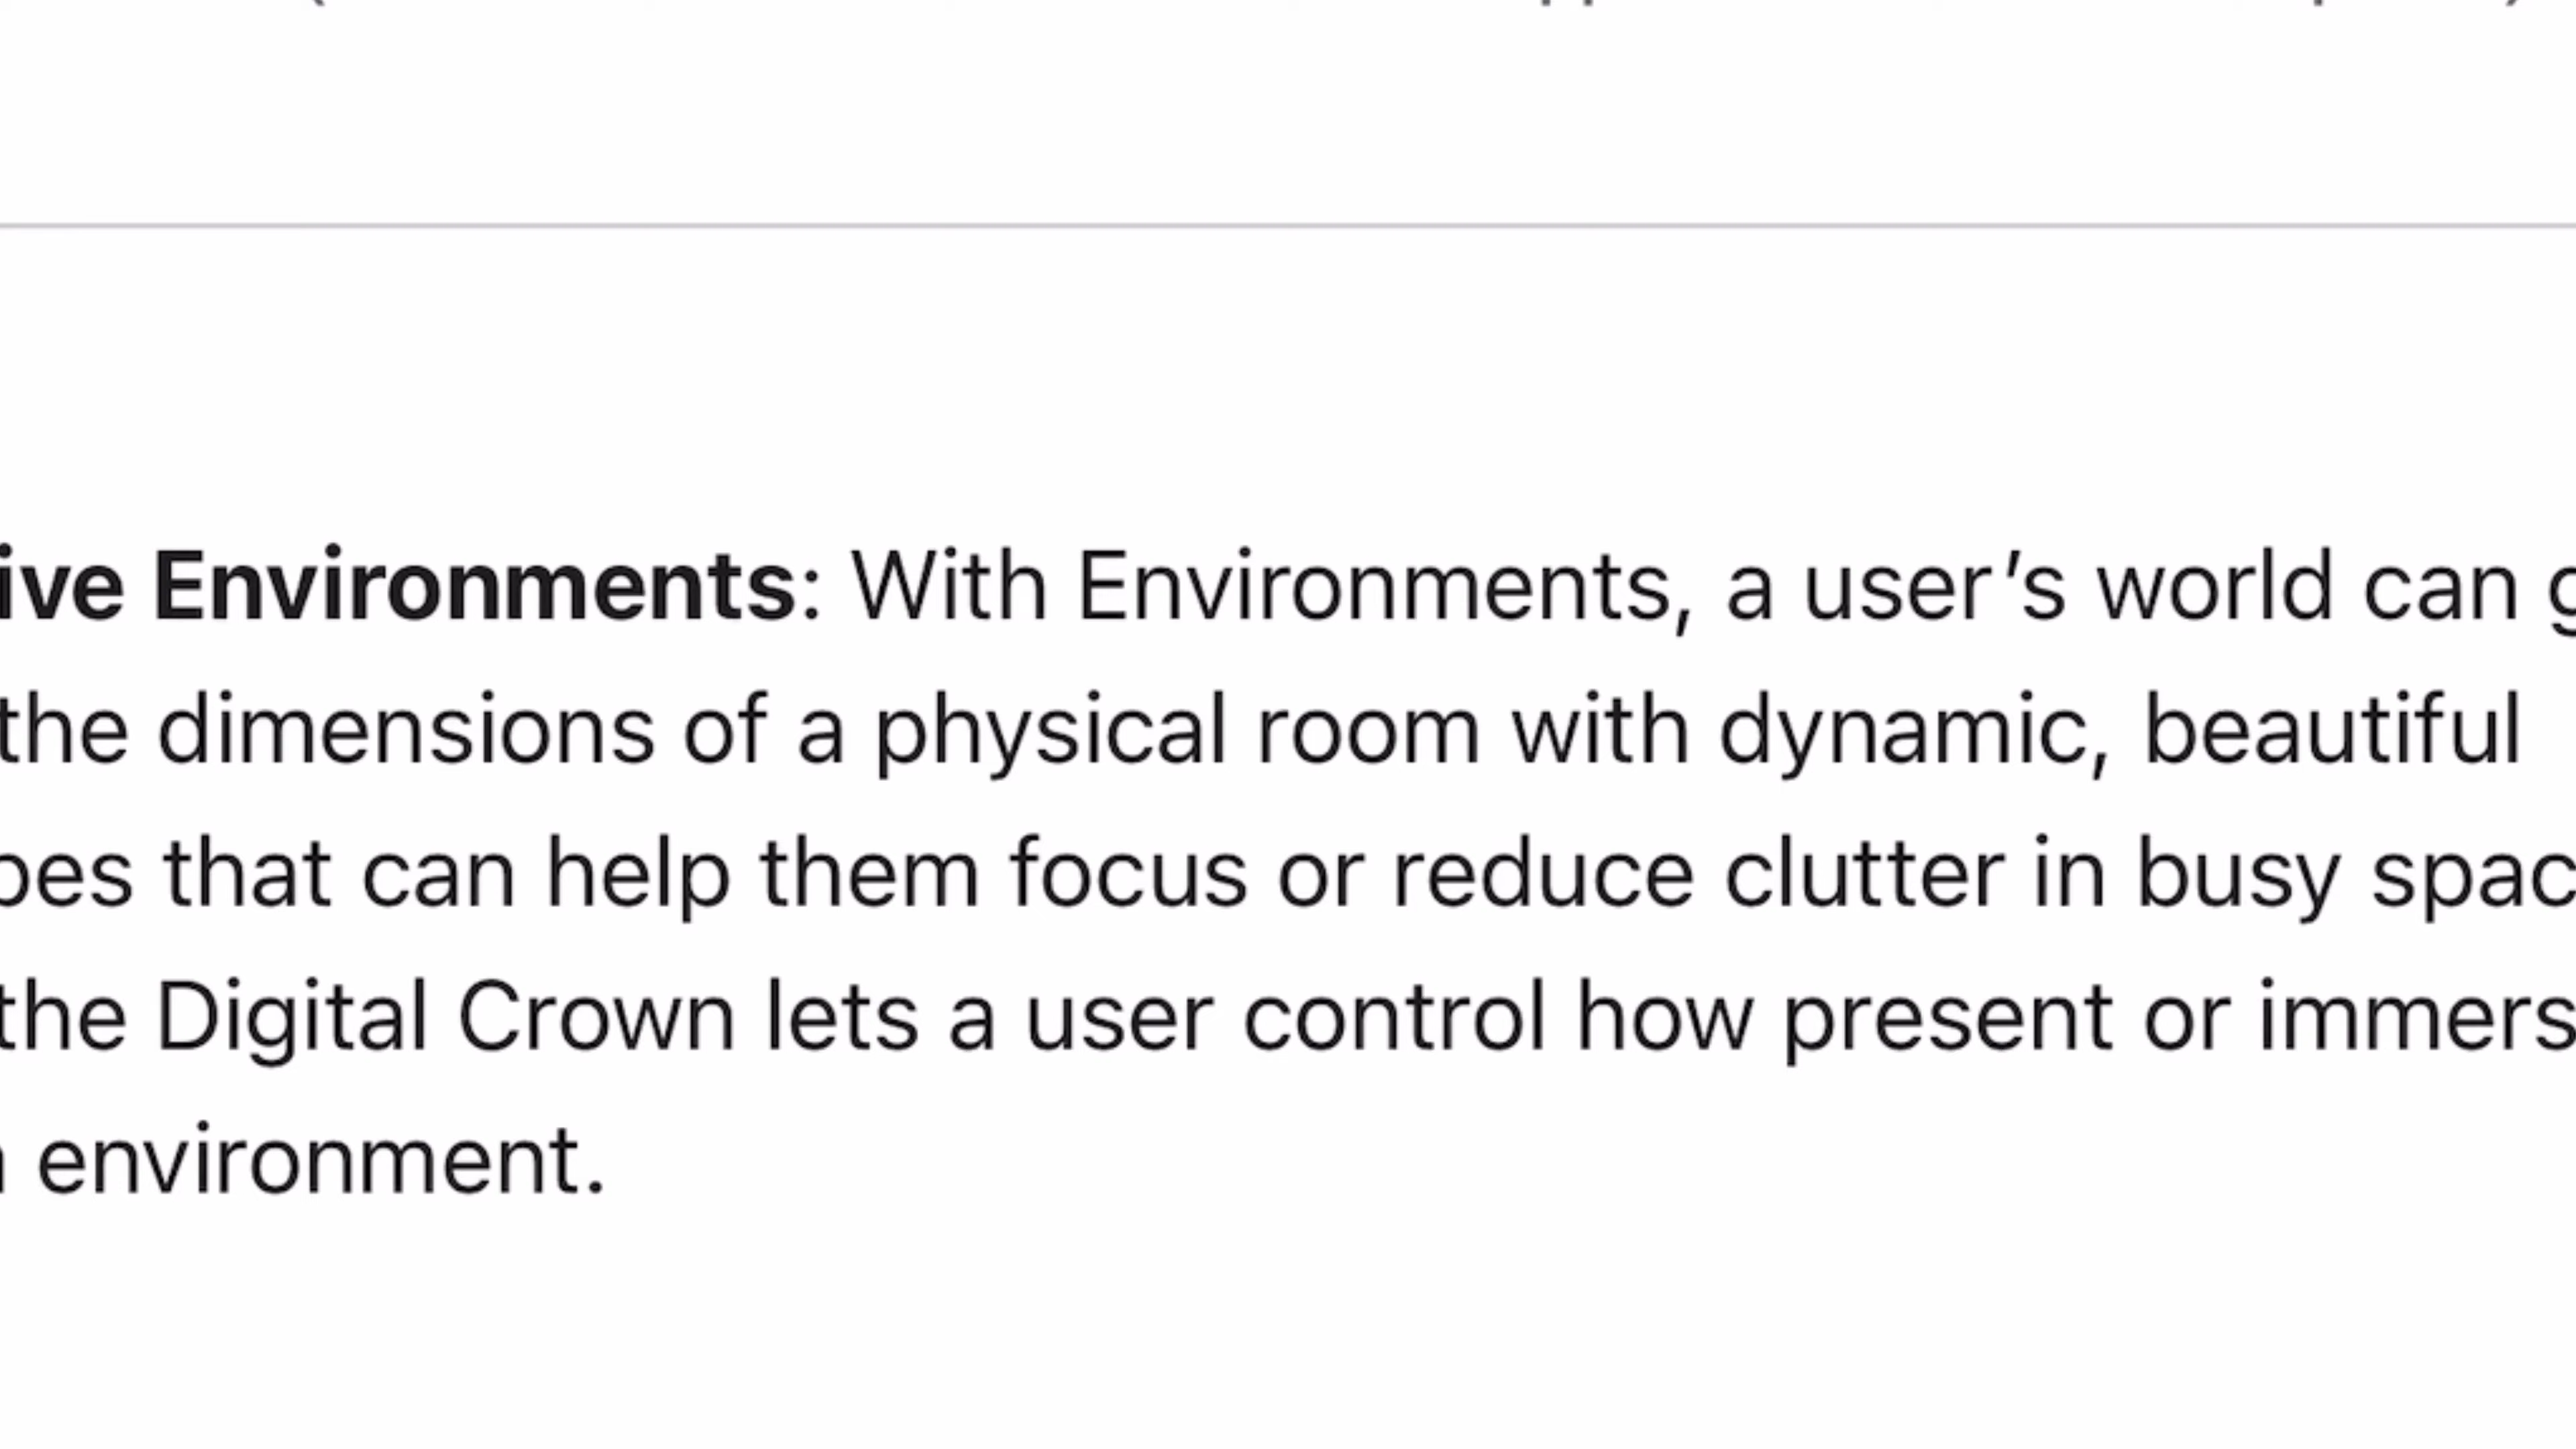 ive Environments: With Environments, a user’s world can g
the dimensions of a physical room with dynamic, beautiful
pes that can help them focus or reduce clutter in busy spac
the Digital Crown lets a user control how present or immers
environment.